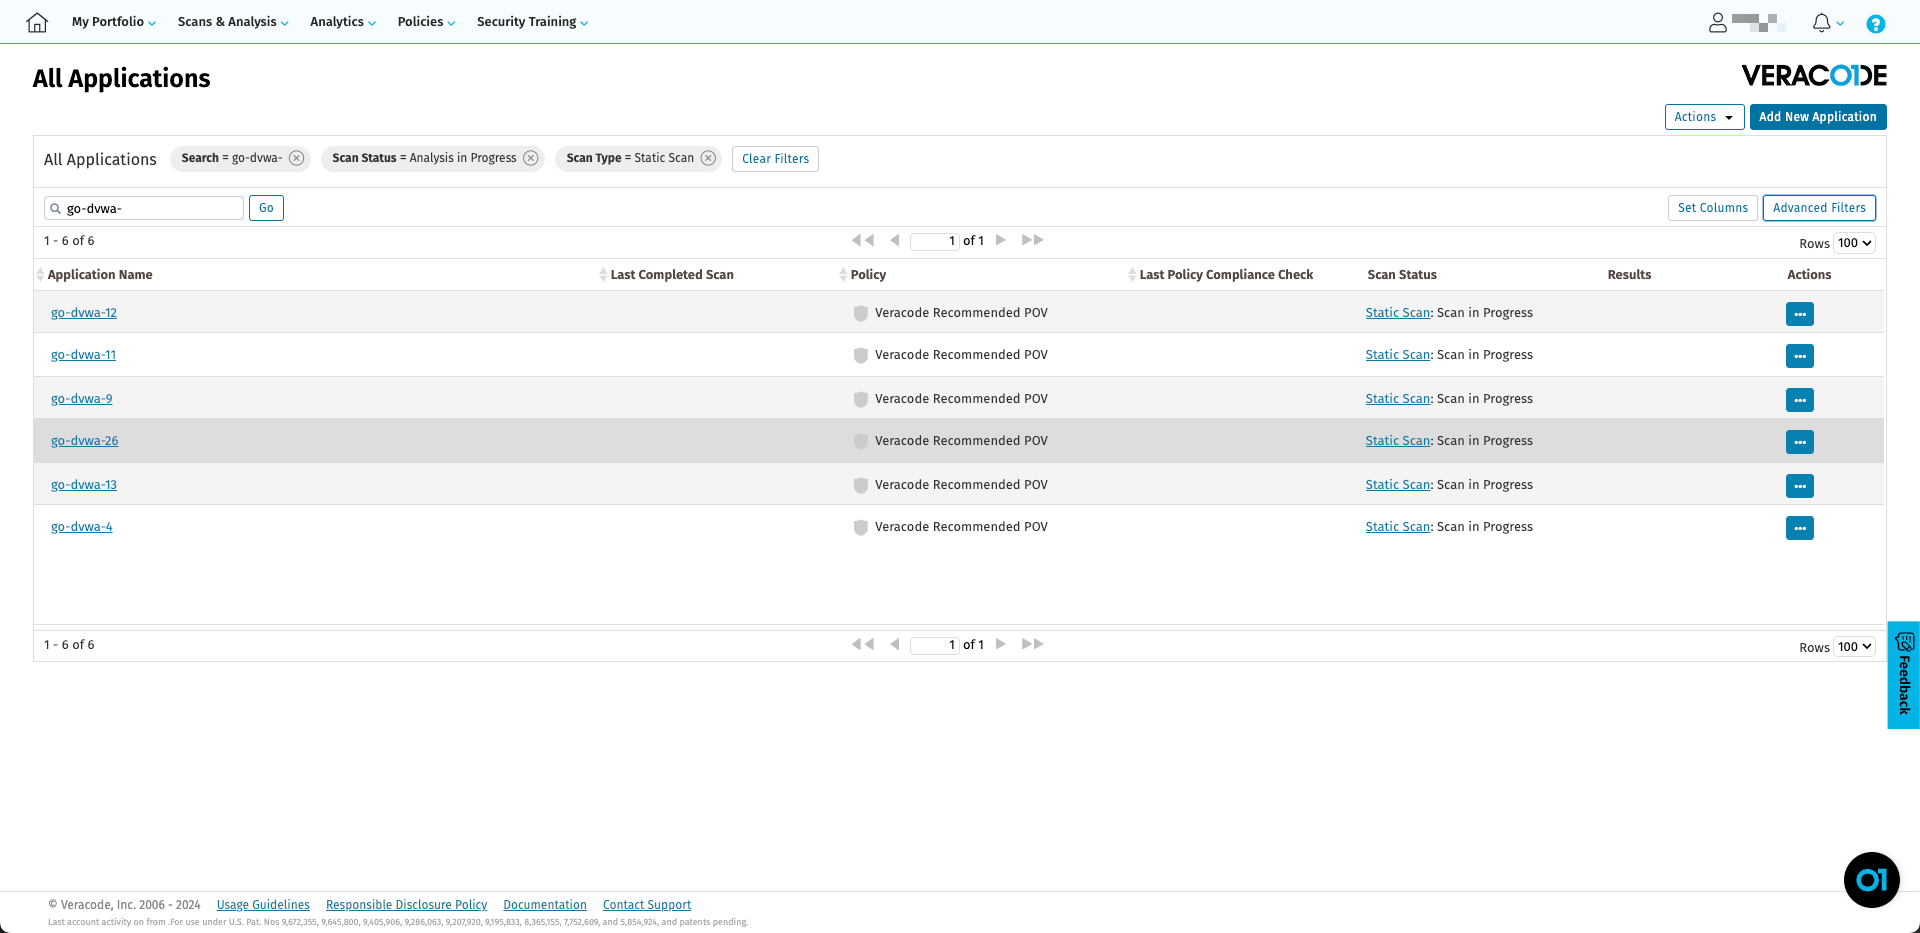 My Portfolio Scans & Analysis Analytics Policies Security Training
All Applications
VERACODE
Actions Add New Application
All Applications Search = go-dvwa- Scan Status = Analysis in Progress Scan Type = Static Scan Clear Filters
go-dvwa- Go Set Columns Advanced Filters
1 - 6 of 6 1 of 1 Rows 100
Application Name Last Completed Scan Policy Last Policy Compliance Check Scan Status Results Actions
go-dvwa-12 Veracode Recommended POV Static Scan: Scan in Progress
go-dvwa-11 Veracode Recommended POV Static Scan: Scan in Progress
go-dvwa-9 Veracode Recommended POV Static Scan: Scan in Progress
go-dvwa-26 Veracode Recommended POV Static Scan: Scan in Progress
go-dvwa-13 Veracode Recommended POV Static Scan: Scan in Progress
go-dvwa-4 Veracode Recommended POV Static Scan: Scan in Progress
1 - 6 of 6 1 of 1 Rows 100
Feedback
© Veracode, Inc. 2006 - 2024 Usage Guidelines Responsible Disclosure Policy Documentation Contact Support
Last account activity on from .For use under U.S. Pat. Nos 9,672,355, 9,645,800, 9,405,906, 9,286,063, 9,207,920, 9,195,833, 8,365,155, 7,752,609, and 5,854,924, and patents pending.